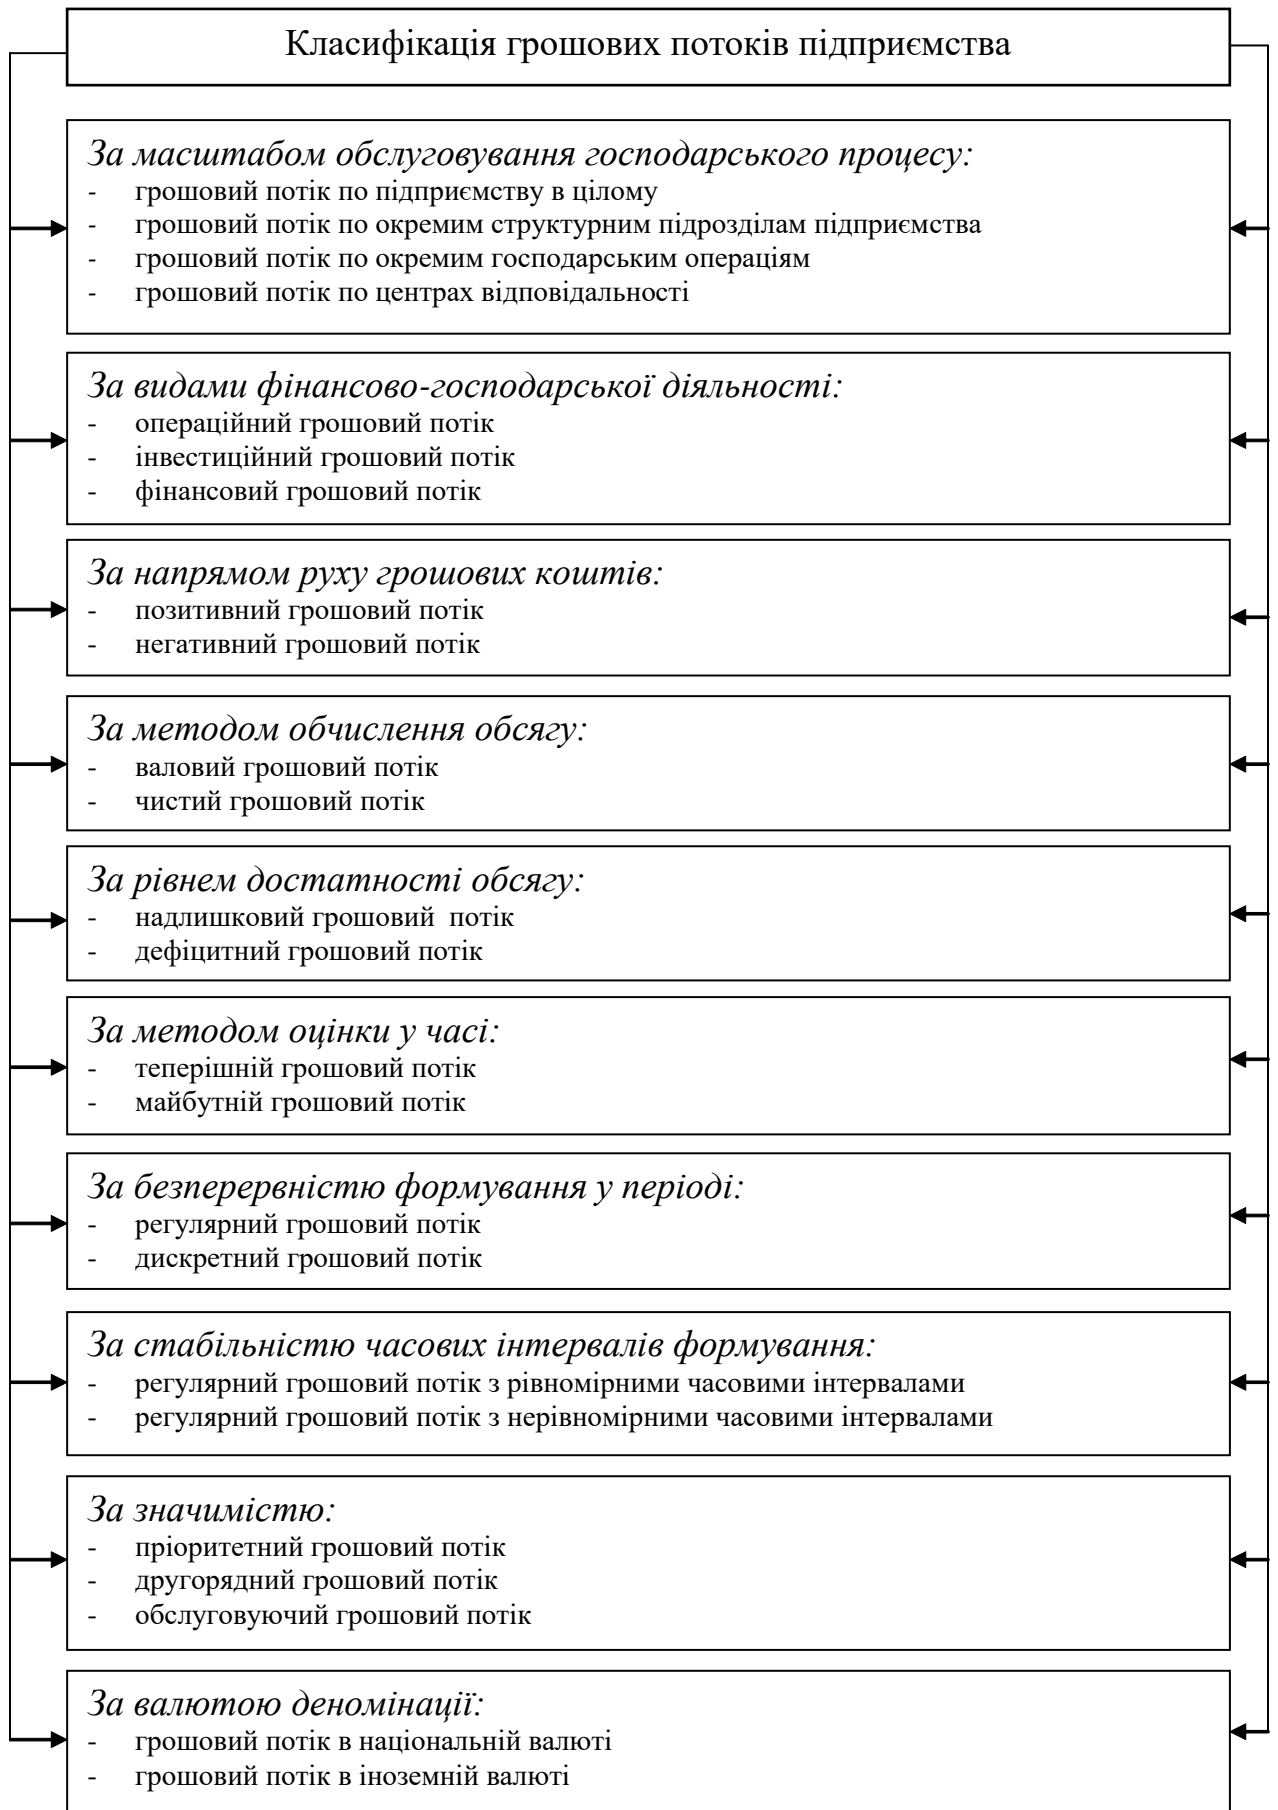 Класифікація грошових потоків підприємства
За масштабом обслуговування господарського процесу:
- грошовий потік по підприємству в цілому
- грошовий потік по окремим структурним підрозділам підприємства
- грошовий потік по окремим господарським операціям
- грошовий потік по центрах відповідальності
За видами фінансово-господарської діяльності:
- операційний грошовий потік
- інвестиційний грошовий потік
- фінансовий грошовий потік
За напрямом руху грошових коштів:
- позитивний грошовий потік
- негативний грошовий потік
За методом обчислення обсягу:
- валовий грошовий потік
- чистий грошовий потік
За рівнем достатності обсягу:
- надлишковий грошовий потік
- дефіцитний грошовий потік
За методом оцінки у часі:
- теперішній грошовий потік
- майбутній грошовий потік
За безперервністю формування у періоді:
- регулярний грошовий потік
- дискретний грошовий потік
За стабільністю часових інтервалів формування:
- регулярний грошовий потік з рівномірними часовими інтервалами
- регулярний грошовий потік з нерівномірними часовими інтервалами
За значимістю:
- пріоритетний грошовий потік
- другорядний грошовий потік
- обслуговуючий грошовий потік
За валютою деномінації:
- грошовий потік в національній валюті
- грошовий потік в іноземній валюті